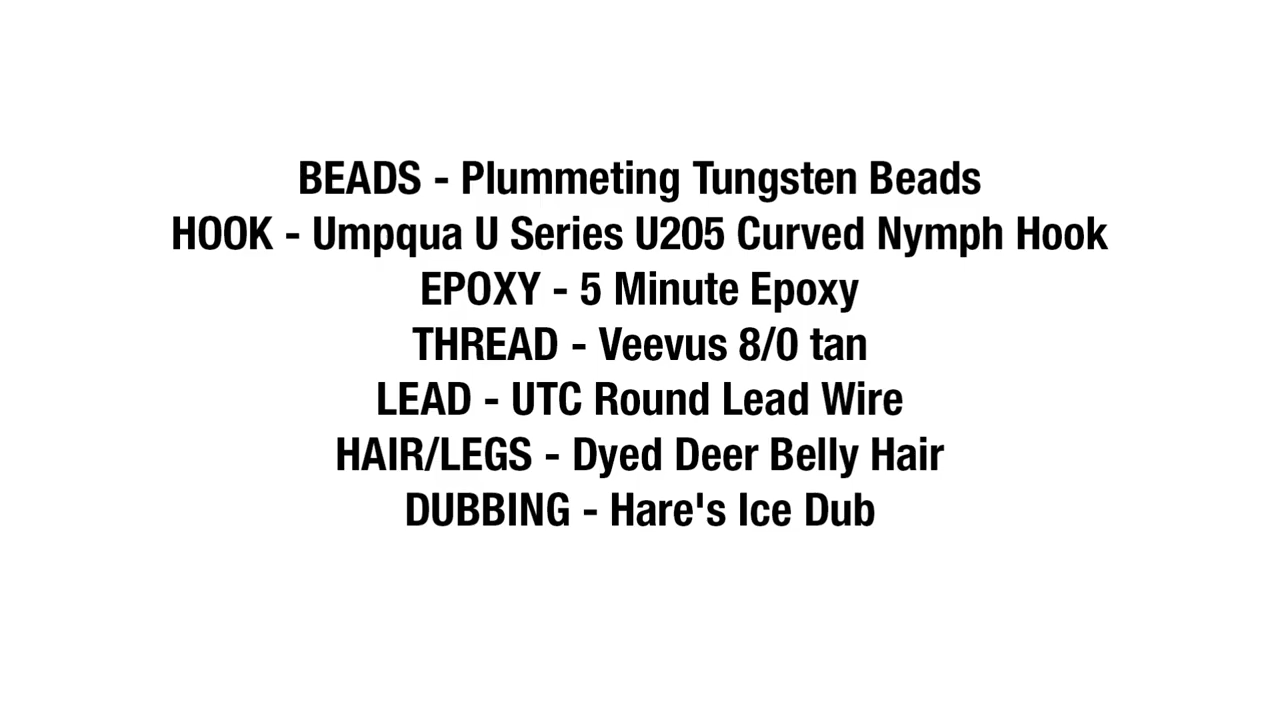 BEADS - Plummeting Tungsten Beads
HOOK - Umpqua U Series U205 Curved Nymph Hook
EPOXY - 5 Minute Epoxy
THREAD - Veevus 8/0 tan
LEAD - UTC Round Lead Wire
HAIR/LEGS - Dyed Deer Belly Hair
DUBBING - Hare's Ice Dub